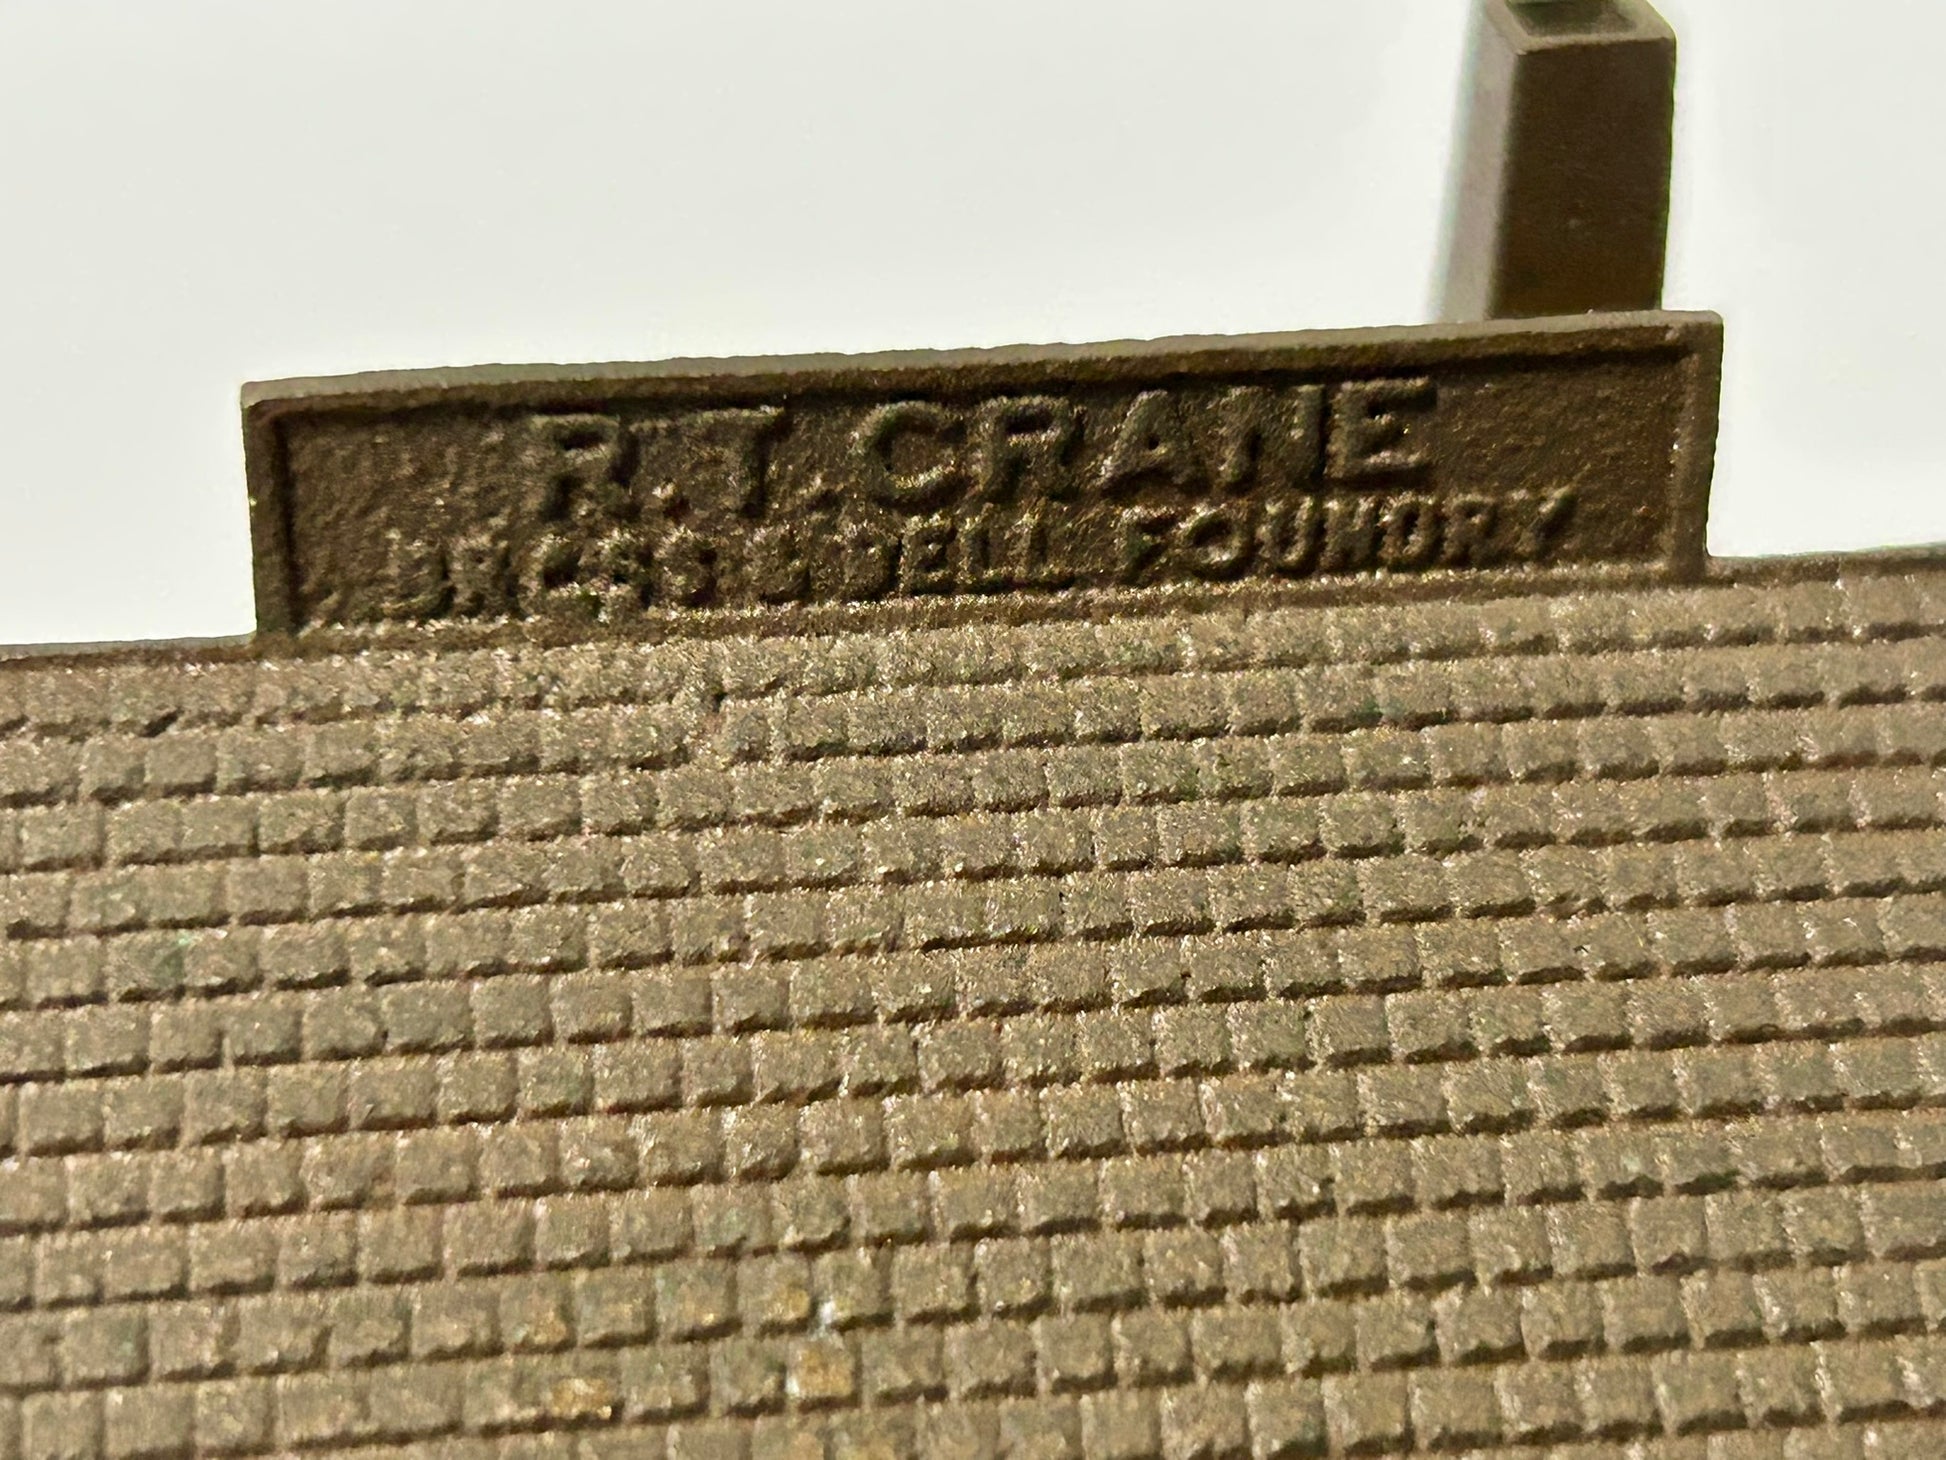 R.T. CRANE
BRASS & BELL FOUNDRY